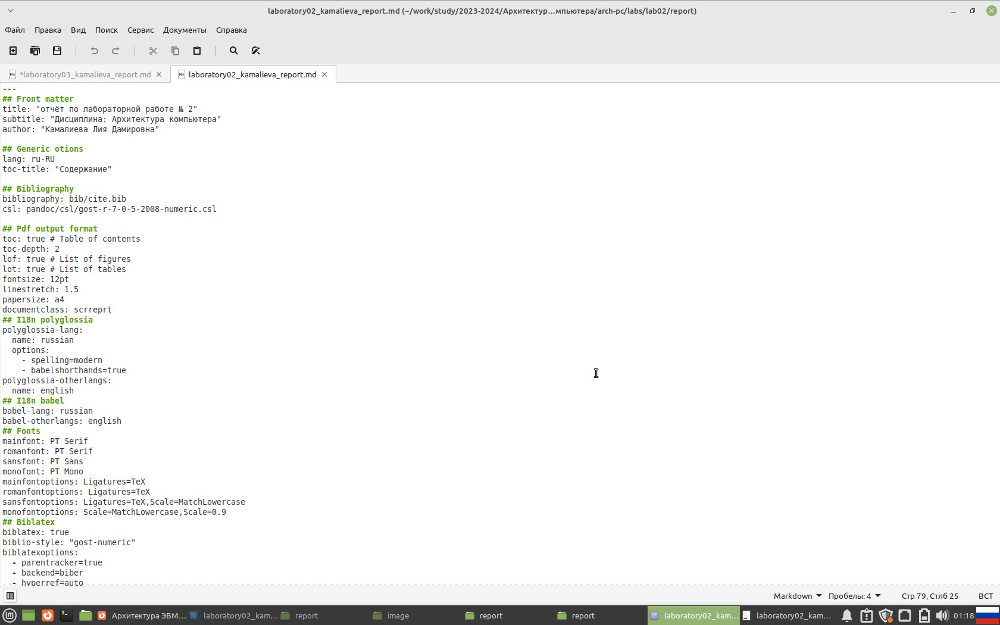 laboratory02_kamalieva_report.md (~/work/study/2023-2024/Архитектур...мпьютера/arch-pc/labs/lab02/report)
Файл Правка Вид Поиск Сервис Документы Справка
*laboratory03_kamalieva_report.md
laboratory02_kamalieva_report.md
---
## Front matter
title: "отчёт по лабораторной работе № 2"
subtitle: "Дисциплина: Архитектура компьютера"
author: "Камалиева Лия Дамировна"
## Generic otions
lang: ru-RU
toc-title: "Содержание"
## Bibliography
bibliography: bib/cite.bib
csl: pandoc/csl/gost-r-7-0-5-2008-numeric.csl
## Pdf output format
toc: true # Table of contents
toc-depth: 2
lof: true # List of figures
lot: true # List of tables
fontsize: 12pt
linestretch: 1.5
papersize: a4
documentclass: scrreprt
## I18n polyglossia
polyglossia-lang:
  name: russian
  options:
    - spelling=modern
    - babelshorthands=true
polyglossia-otherlangs:
  name: english
## I18n babel
babel-lang: russian
babel-otherlangs: english
## Fonts
mainfont: PT Serif
romanfont: PT Serif
sansfont: PT Sans
monofont: PT Mono
mainfontoptions: Ligatures=TeX
romanfontoptions: Ligatures=TeX
sansfontoptions: Ligatures=TeX,Scale=MatchLowercase
monofontoptions: Scale=MatchLowercase,Scale=0.9
## Biblatex
biblatex: true
biblio-style: "gost-numeric"
biblatexoptions:
  - parentracker=true
  - backend=biber
  - hyperref=auto
Markdown Пробелы: 4 Стр 79, Стлб 25 ВСТ
Архитектура ЭВМ... laboratory02_kam... report image report report laboratory02_kam... laboratory02_kam... 01:18